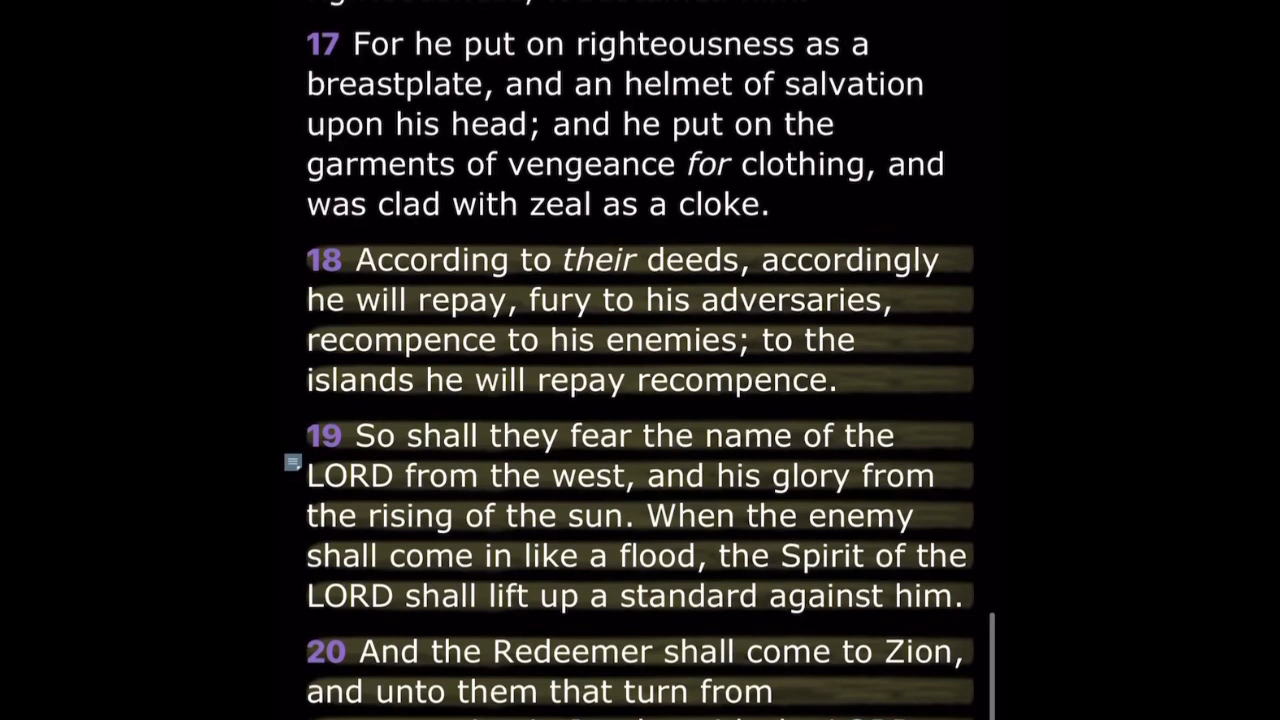 17 For he put on righteousness as a
breastplate, and an helmet of salvation
upon his head; and he put on the
garments of vengeance for clothing, and
was clad with zeal as a cloke.
18 According to their deeds, accordingly
he will repay, fury to his adversaries,
recompence to his enemies; to the
islands he will repay recompence.
19 So shall they fear the name of the
LORD from the west, and his glory from
the rising of the sun. When the enemy
shall come in like a flood, the Spirit of the
LORD shall lift up a standard against him.
20 And the Redeemer shall come to Zion,
and unto them that turn from